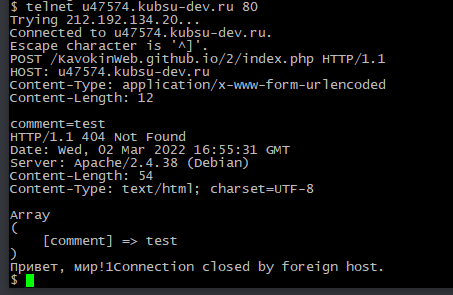 $ telnet u47574.kubsu-dev.ru 80
Trying 212.192.134.20...
Connected to u47574.kubsu-dev.ru.
Escape character is '^]'.
POST /KavokinWeb.github.io/2/index.php HTTP/1.1
HOST: u47574.kubsu-dev.ru
Content-Type: application/x-www-form-urlencoded
Content-Length: 12

comment=test
HTTP/1.1 404 Not Found
Date: Wed, 02 Mar 2022 16:55:31 GMT
Server: Apache/2.4.38 (Debian)
Content-Length: 54
Content-Type: text/html; charset=UTF-8

Array
(
    [comment] => test
)
Привет, мир!1Connection closed by foreign host.
$